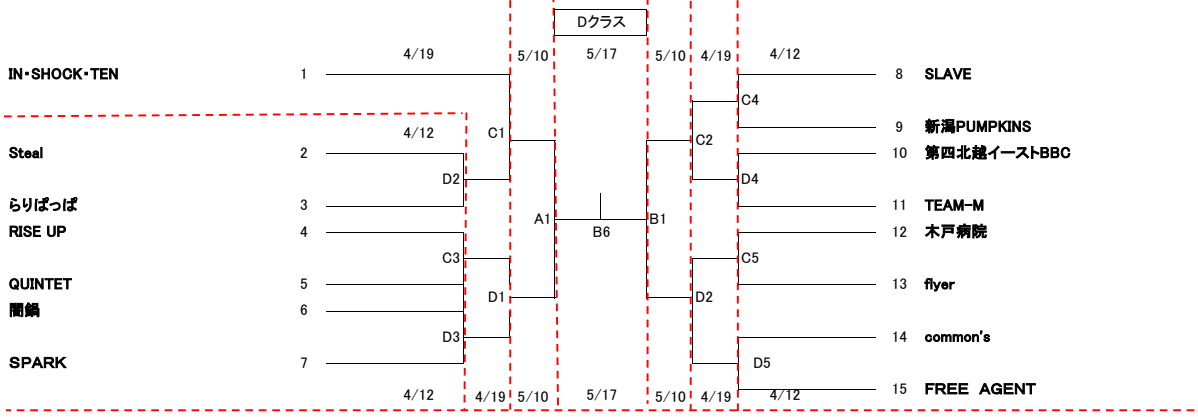 Dクラス
4/19 5/10 5/17 5/10 4/19 4/12
IN・SHOCK・TEN 1 8 SLAVE
C4
4/12 C1 9 新潟PUMPKINS
C2
Steal 2 10 第四北越イーストBBC
D2 D4
らりぱっぱ 3 11 TEAM-M
A1 B1
RISE UP 4 B6 12 木戸病院
C3 C5
QUINTET 5 13 flyer
D1 D2
闇鍋 6
D3 14 common's
SPARK 7 D5
15 FREE AGENT
4/12 4/19 5/10 5/17 5/10 4/19 4/12